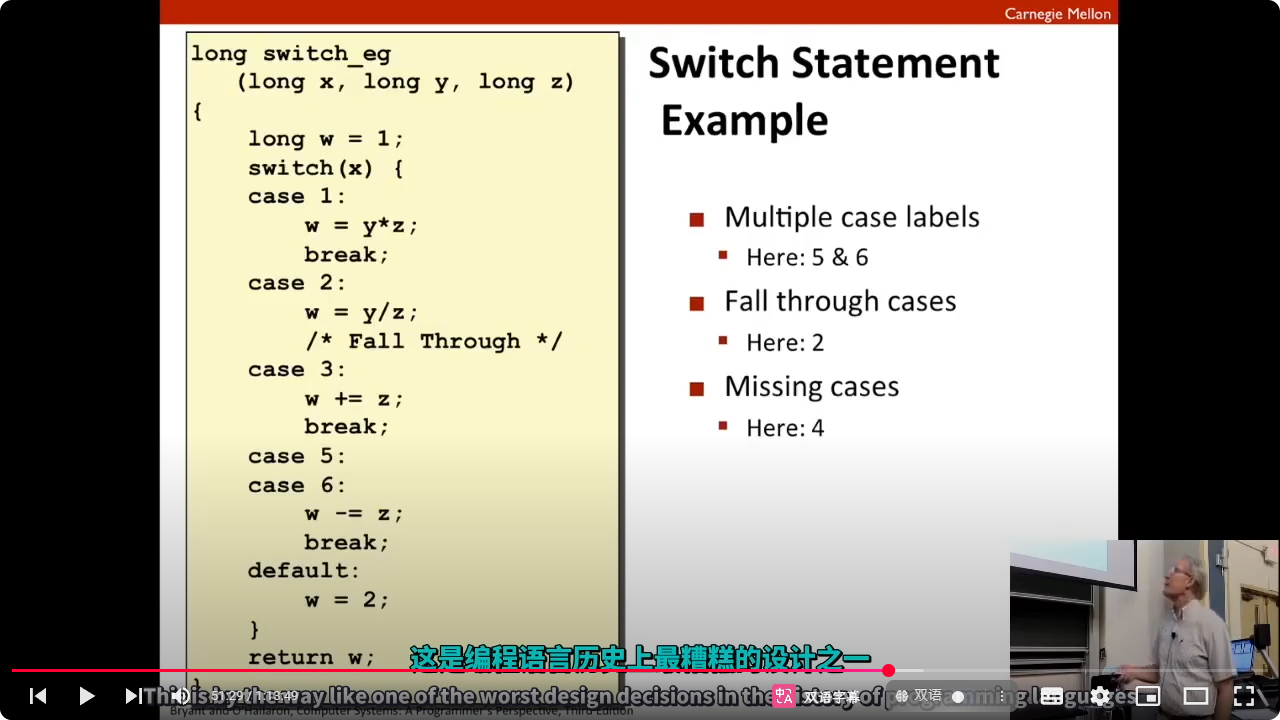 Carnegie Mellon
long switch_eg
(long x, long y, long z)
{
long w = 1;
switch(x) {
case 1:
w = y*z;
break;
case 2:
w = y/z;
/* Fall Through */
case 3:
w += z;
break;
case 5:
case 6:
w -= z;
break;
default:
w = 2;
}
return w;
}
Switch Statement
Example
Multiple case labels
Here: 5 & 6
Fall through cases
Here: 2
Missing cases
Here: 4
这是编程语言历史上最糟糕的设计之一
This is by the way like one of the worst design decisions in the of programming languages
51:29 / 1:13:49
双语字幕
双语
Bryant and O'Hallaron, Computer Systems: A Programmer's Perspective, Third Edition